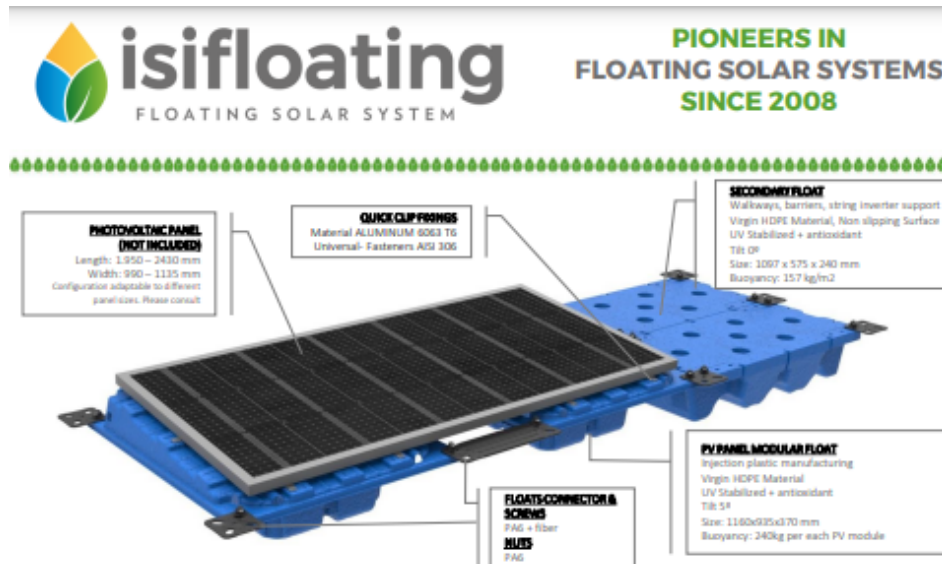 isifloating
FLOATING SOLAR SYSTEM
PIONEERS IN
FLOATING SOLAR SYSTEMS
SINCE 2008
PHOTOVOLTAIC PANEL
(NOT INCLUDED)
Length: 1.950 – 2430 mm
Width: 990 – 1135 mm
Configuration adaptable to different
panel sizes. Please consult
QUICK CLIP FIXINGS
Material ALUMINUM 6063 T6
Universal- Fasteners AISI 306
SECONDARY FLOAT
Walkways, barriers, string inverter support
Virgin HDPE Material, Non slipping Surface
UV Stabilized + antioxidant
Tilt 0º
Size: 1097 x 575 x 240 mm
Buoyancy: 157 kg/m2
PV PANEL MODULAR FLOAT
Injection plastic manufacturing
Virgin HDPE Material
UV Stabilized + antioxidant
Tilt 5º
Size: 1160x935x370 mm
Buoyancy: 240kg per each PV module
FLOATS CONNECTOR &
SCREWS
PA6 + fiber
NUTS
PA6